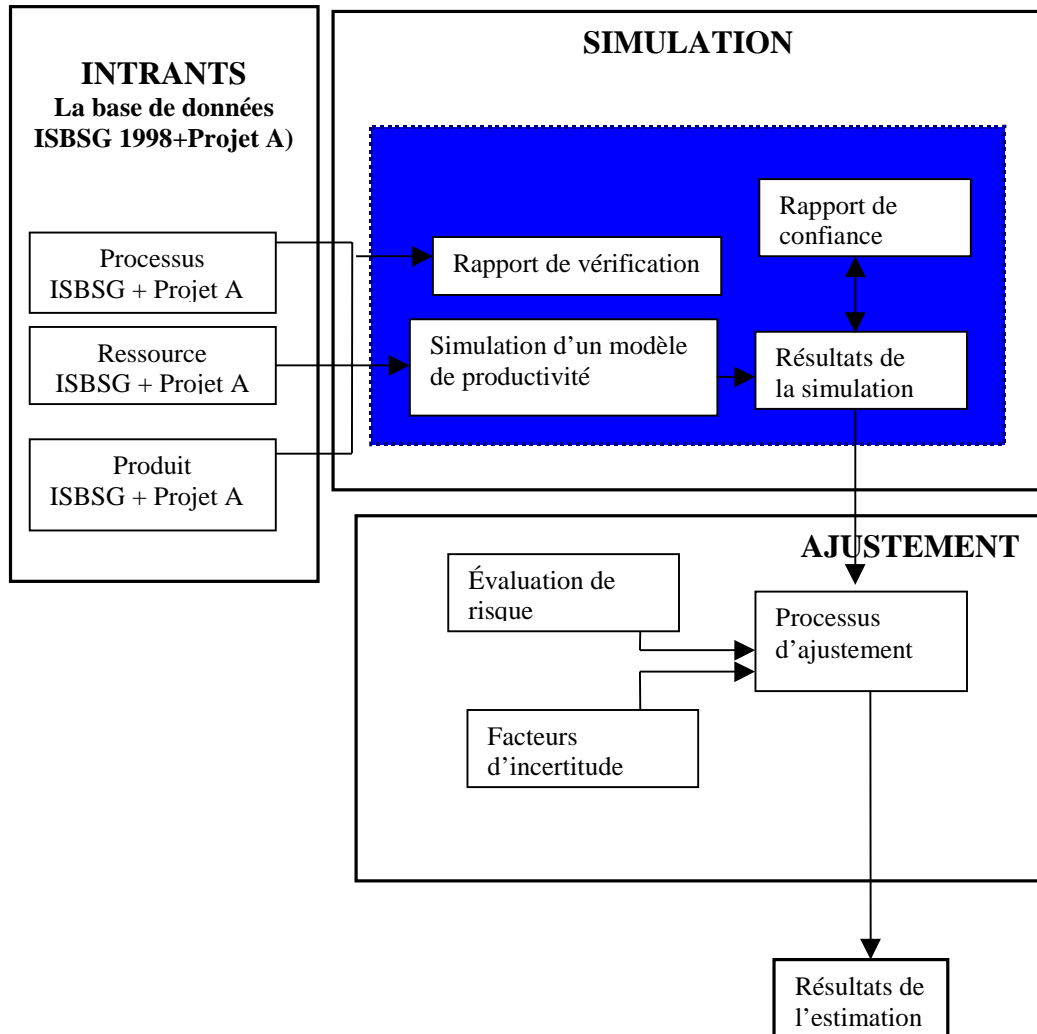 INTRANTS
La base de données
ISBSG 1998+Projet A)
Processus
ISBSG + Projet A
Ressource
ISBSG + Projet A
Produit
ISBSG + Projet A
SIMULATION
Rapport de
confiance
Rapport de vérification
Simulation d’un modèle
de productivité
Résultats de
la simulation
AJUSTEMENT
Évaluation de
risque
Processus
d’ajustement
Facteurs
d’incertitude
Résultats de
l’estimation